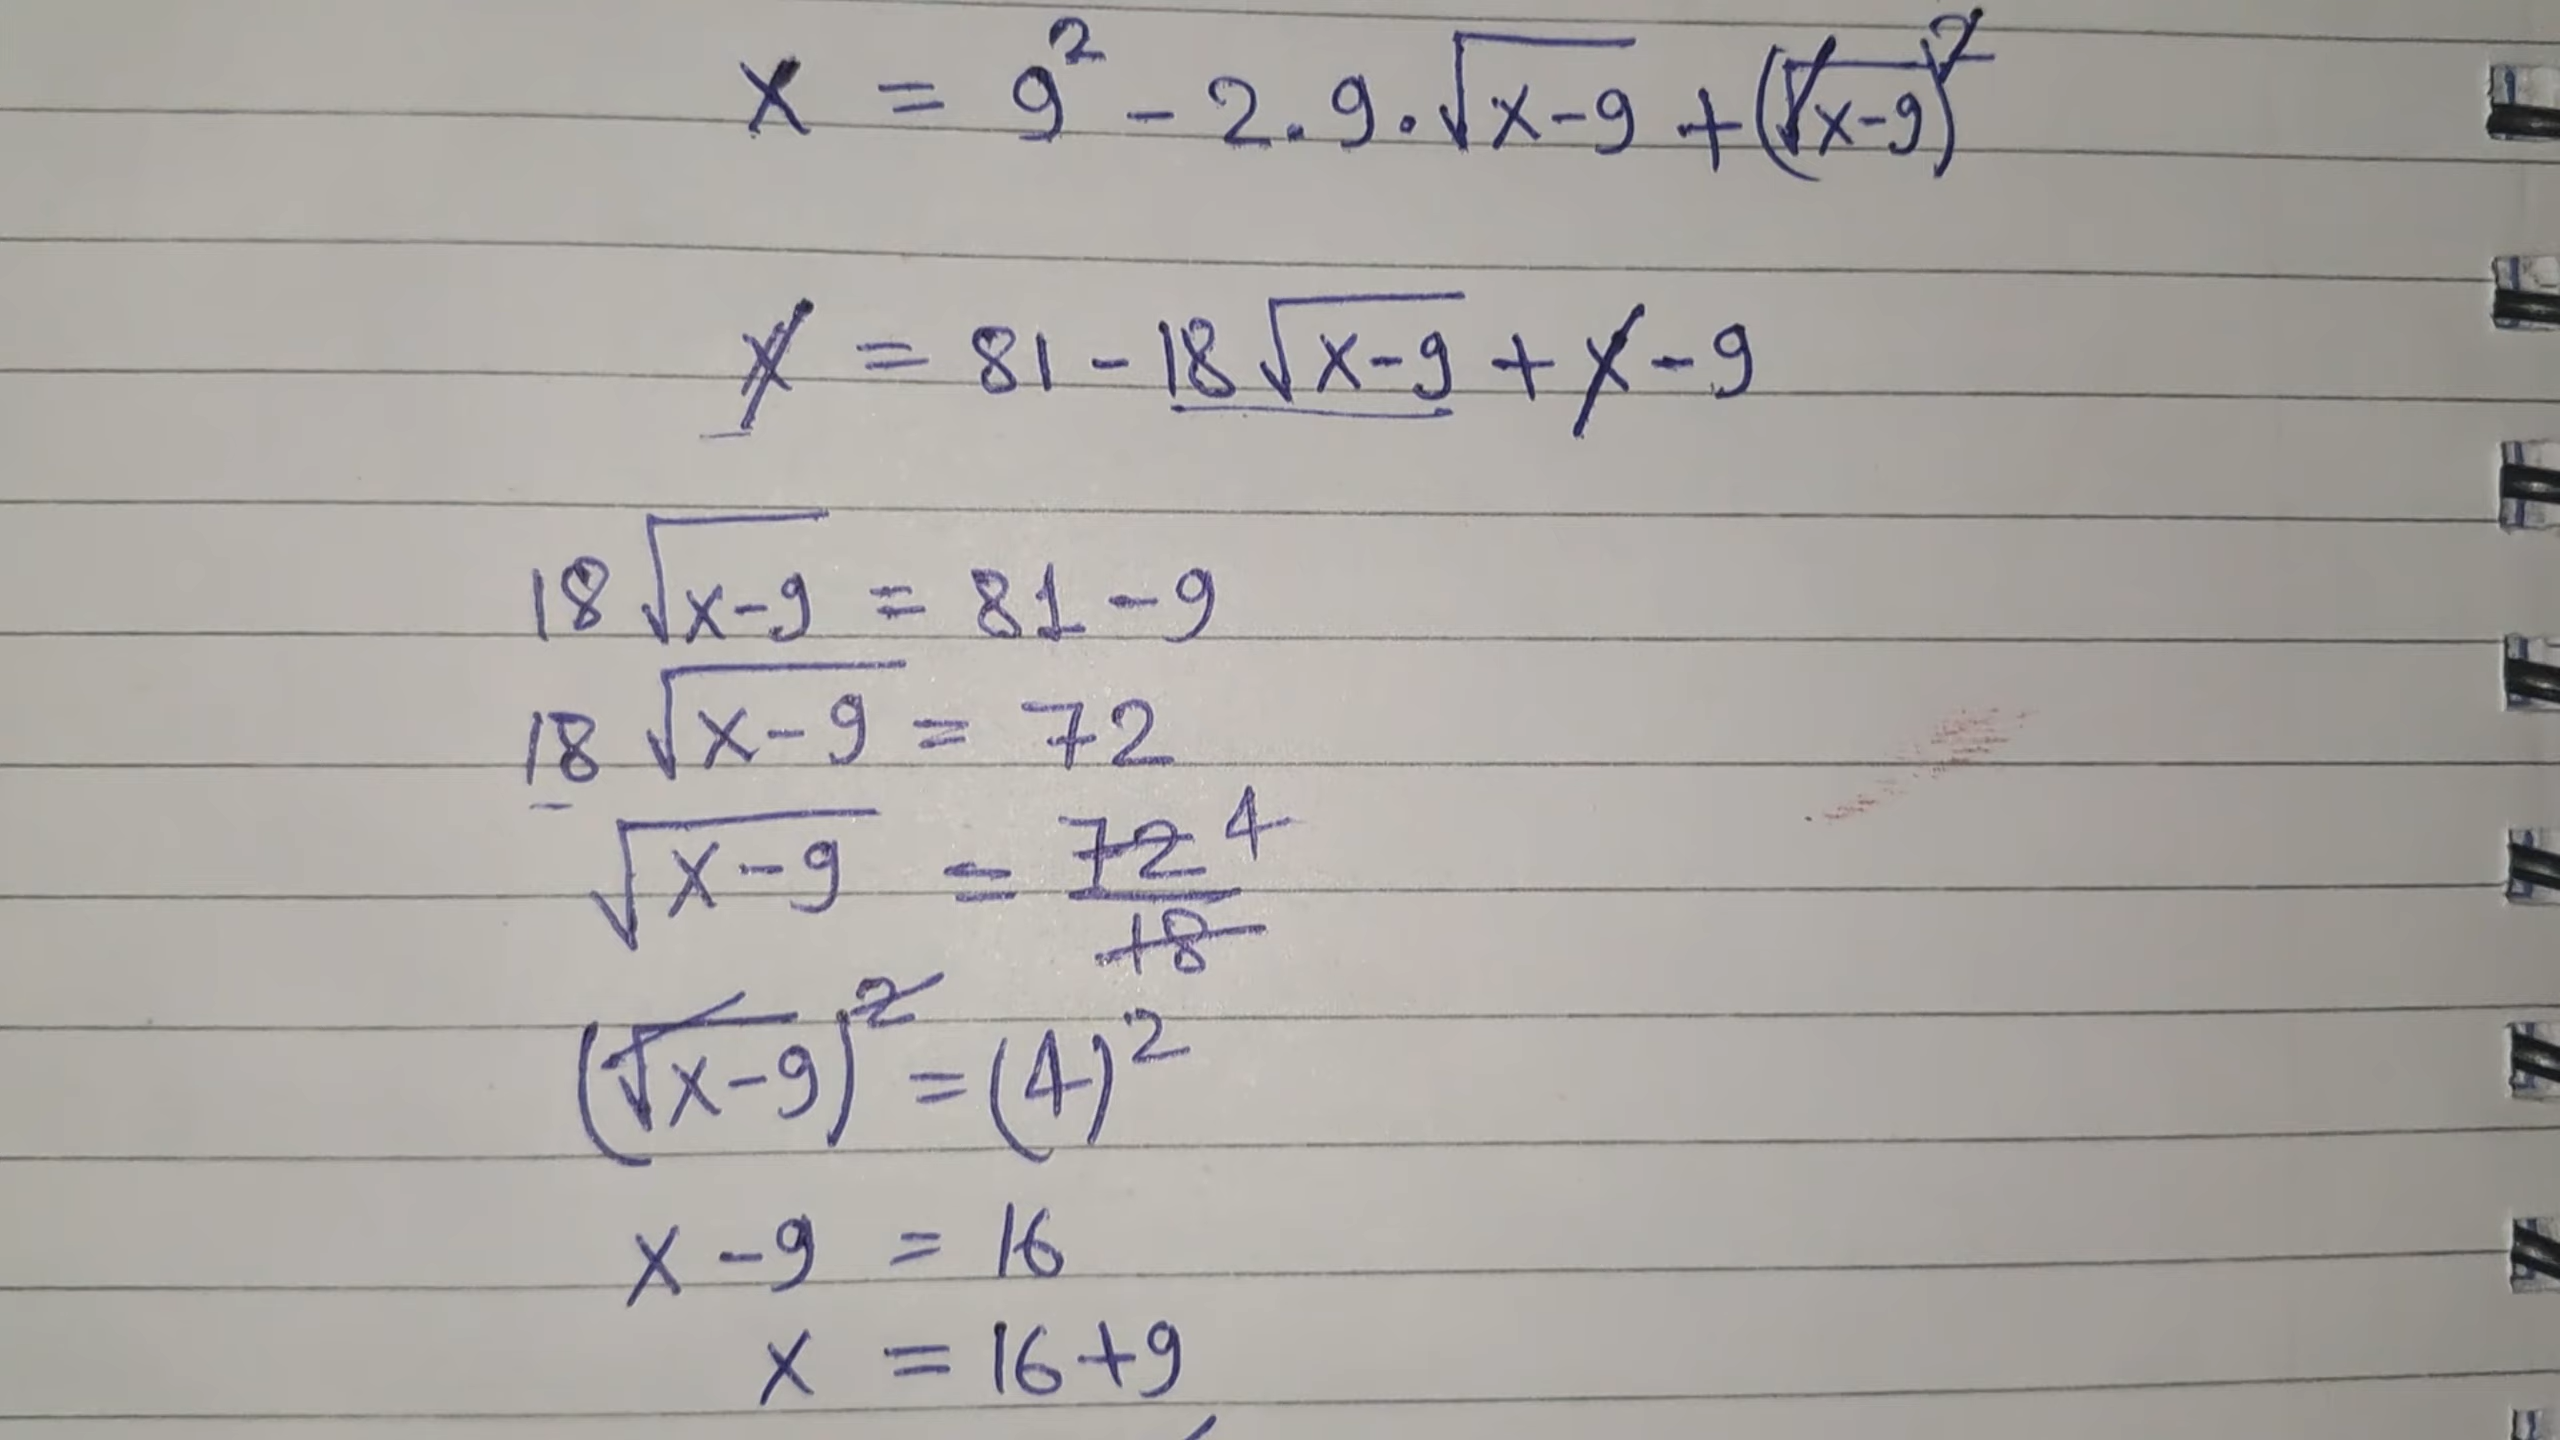 x = 9² - 2.9.√x-9 + (√x-9)²
x = 81 - 18√x-9 + x - 9
18√x-9 = 81 - 9
18√x-9 = 72
√x-9 = 72/18 4
(√x-9)² = (4)²
x - 9 = 16
x = 16+9